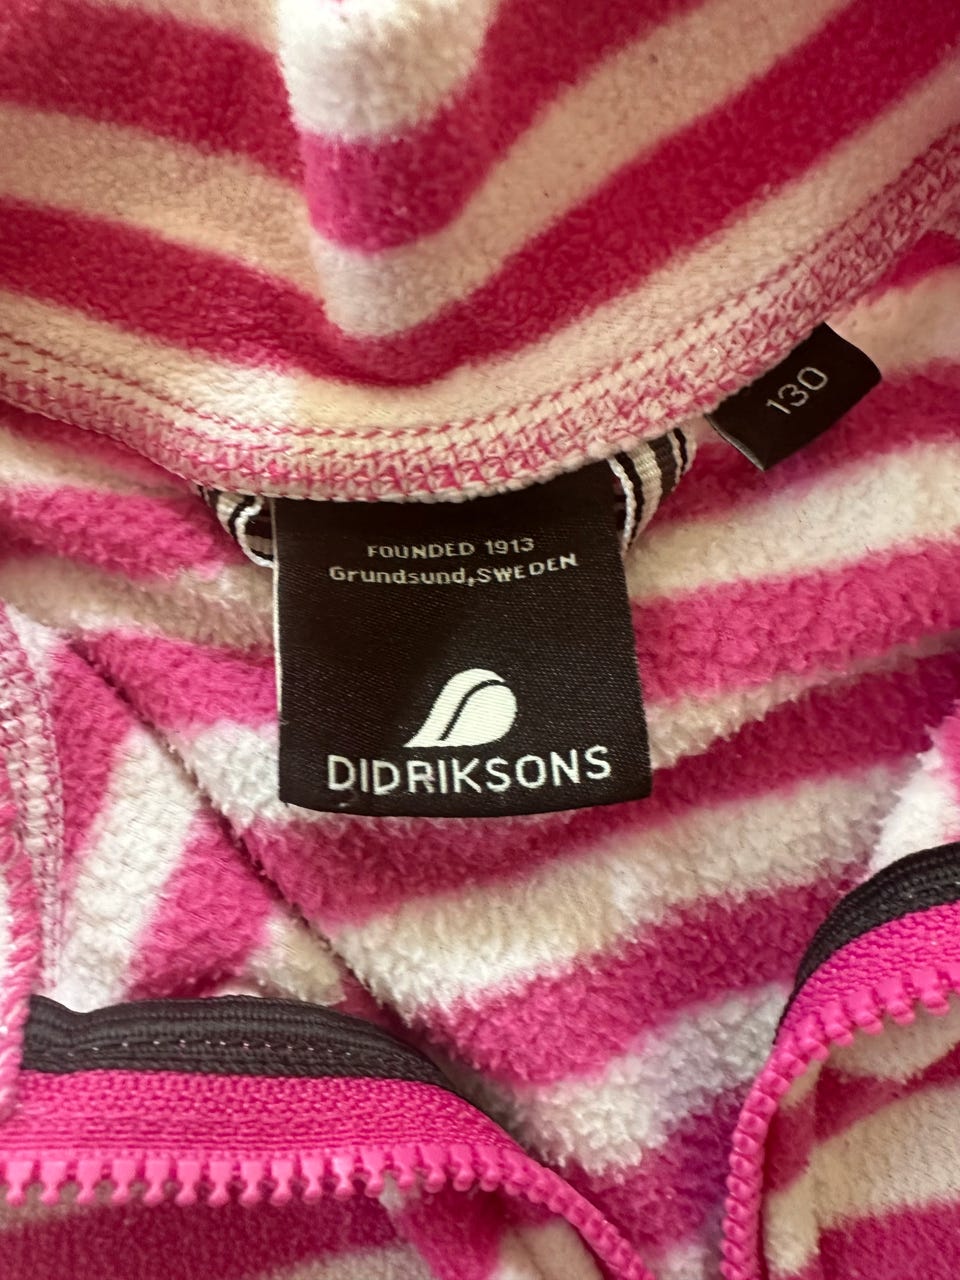 130
FOUNDED 1913
Grundsund,SWEDEN
DIDRIKSONS